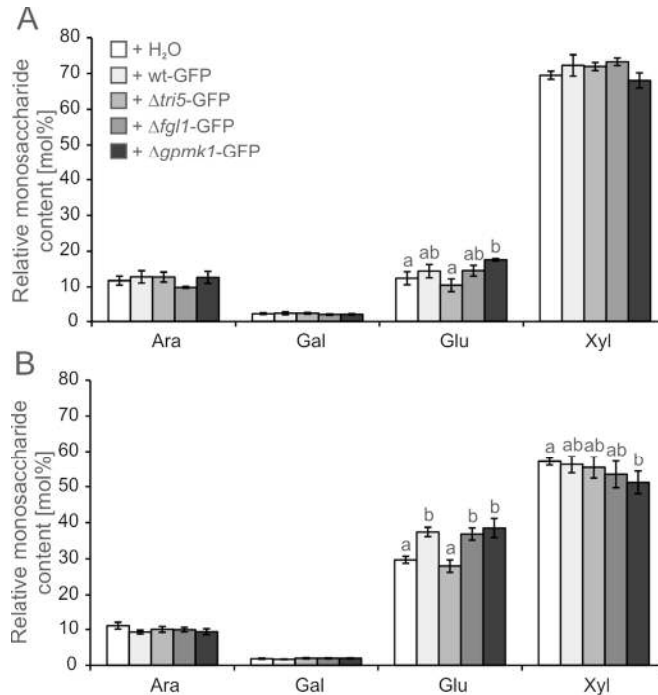 A
Relative monosaccharide
content [mol%]
80
70
60
50
40
30
20
10
0
+ H₂O
+ wt-GFP
+ Δtri5-GFP
+ Δfgl1-GFP
+ Δgpmk1-GFP
a ab a ab b
Ara Gal Glu Xyl
B
Relative monosaccharide
content [mol%]
80
70
60
50
40
30
20
10
0
a b a b b
a ab ab ab b
Ara Gal Glu Xyl